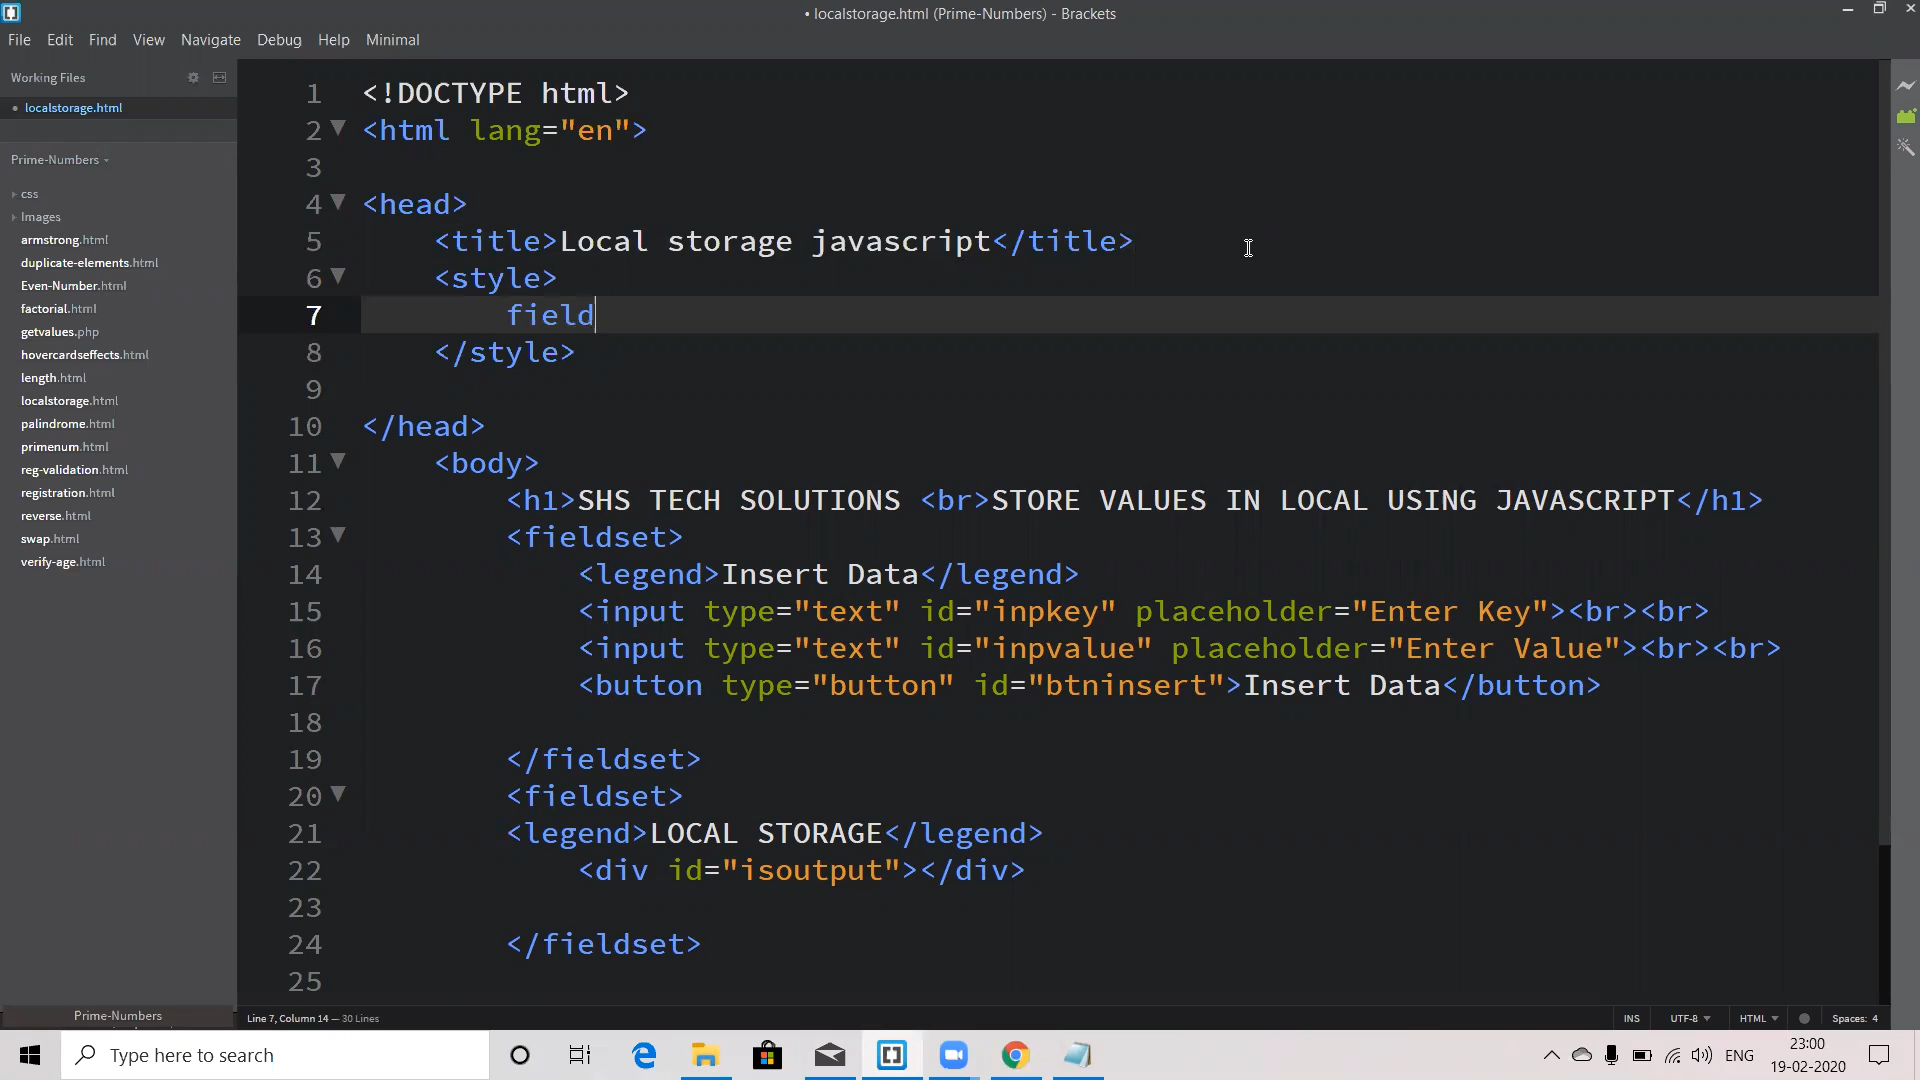 • localstorage.html (Prime-Numbers) - Brackets
File Edit Find View Navigate Debug Help Minimal
Working Files
• localstorage.html
Prime-Numbers
css
Images
armstrong.html
duplicate-elements.html
Even-Number.html
factorial.html
getvalues.php
hovercardseffects.html
length.html
localstorage.html
palindrome.html
primenum.html
reg-validation.html
registration.html
reverse.html
swap.html
verify-age.html
Prime-Numbers
1 <!DOCTYPE html>
2 <html lang="en">
3
4 <head>
5 <title>Local storage javascript</title>
6 <style>
7 field
8 </style>
9
10 </head>
11 <body>
12 <h1>SHS TECH SOLUTIONS <br>STORE VALUES IN LOCAL USING JAVASCRIPT</h1>
13 <fieldset>
14 <legend>Insert Data</legend>
15 <input type="text" id="inpkey" placeholder="Enter Key"><br><br>
16 <input type="text" id="inpvalue" placeholder="Enter Value"><br><br>
17 <button type="button" id="btninsert">Insert Data</button>
18
19 </fieldset>
20 <fieldset>
21 <legend>LOCAL STORAGE</legend>
22 <div id="isoutput"></div>
23
24 </fieldset>
25
Line 7, Column 14 — 30 Lines
INS UTF-8 HTML Spaces: 4
Type here to search
ENG
23:00
19-02-2020